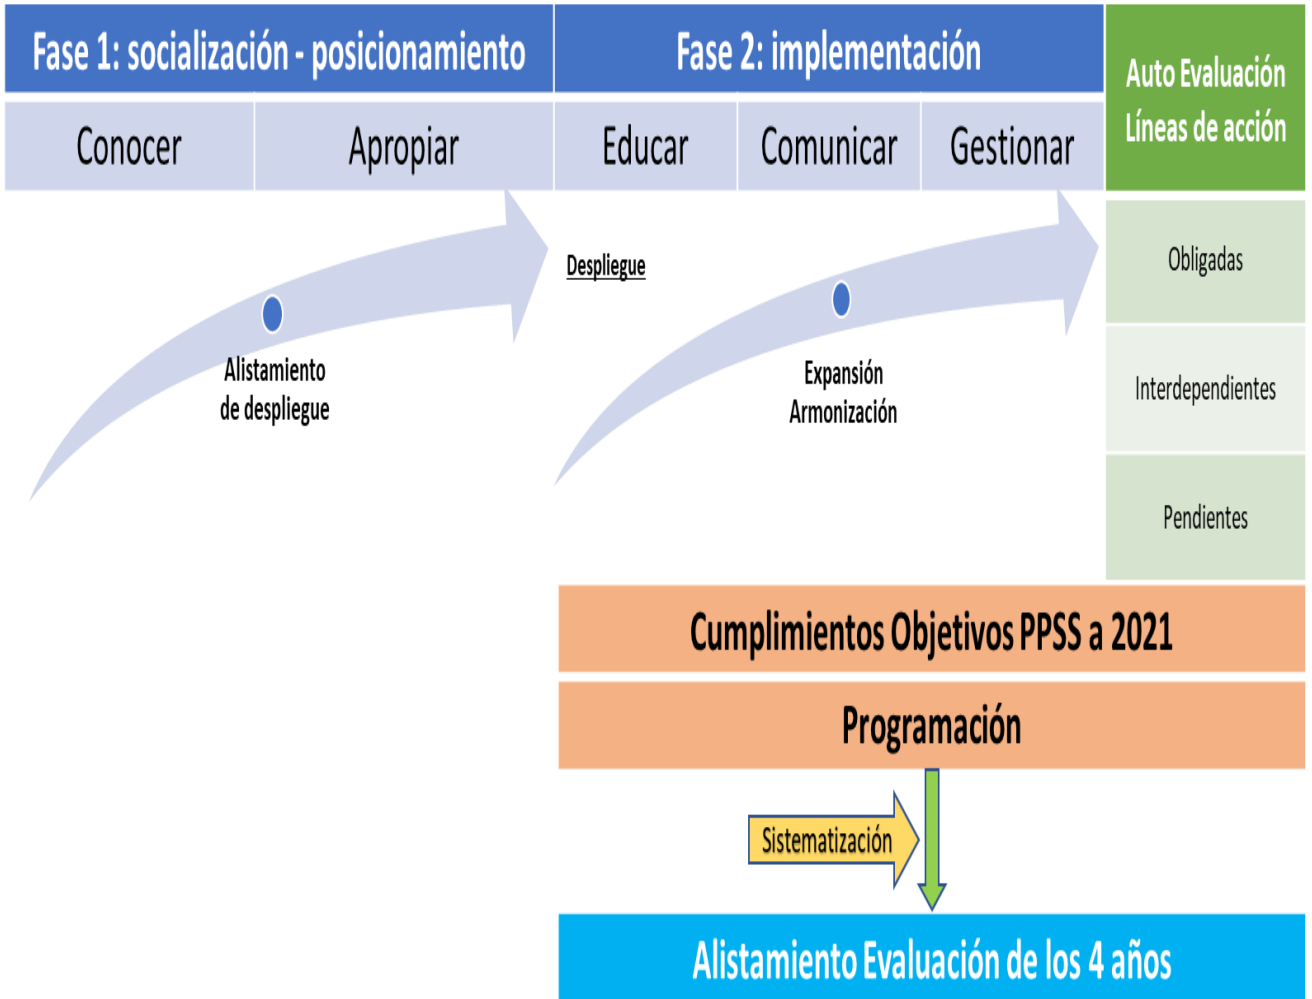 Fase 1: socialización - posicionamiento
Fase 2: implementación
Auto Evaluación
Líneas de acción
Conocer
Apropiar
Educar
Comunicar
Gestionar
Despliegue
Alistamiento
de despliegue
Expansión
Armonización
Obligadas
Interdependientes
Pendientes
Cumplimientos Objetivos PPSS a 2021
Programación
Sistematización
Alistamiento Evaluación de los 4 años